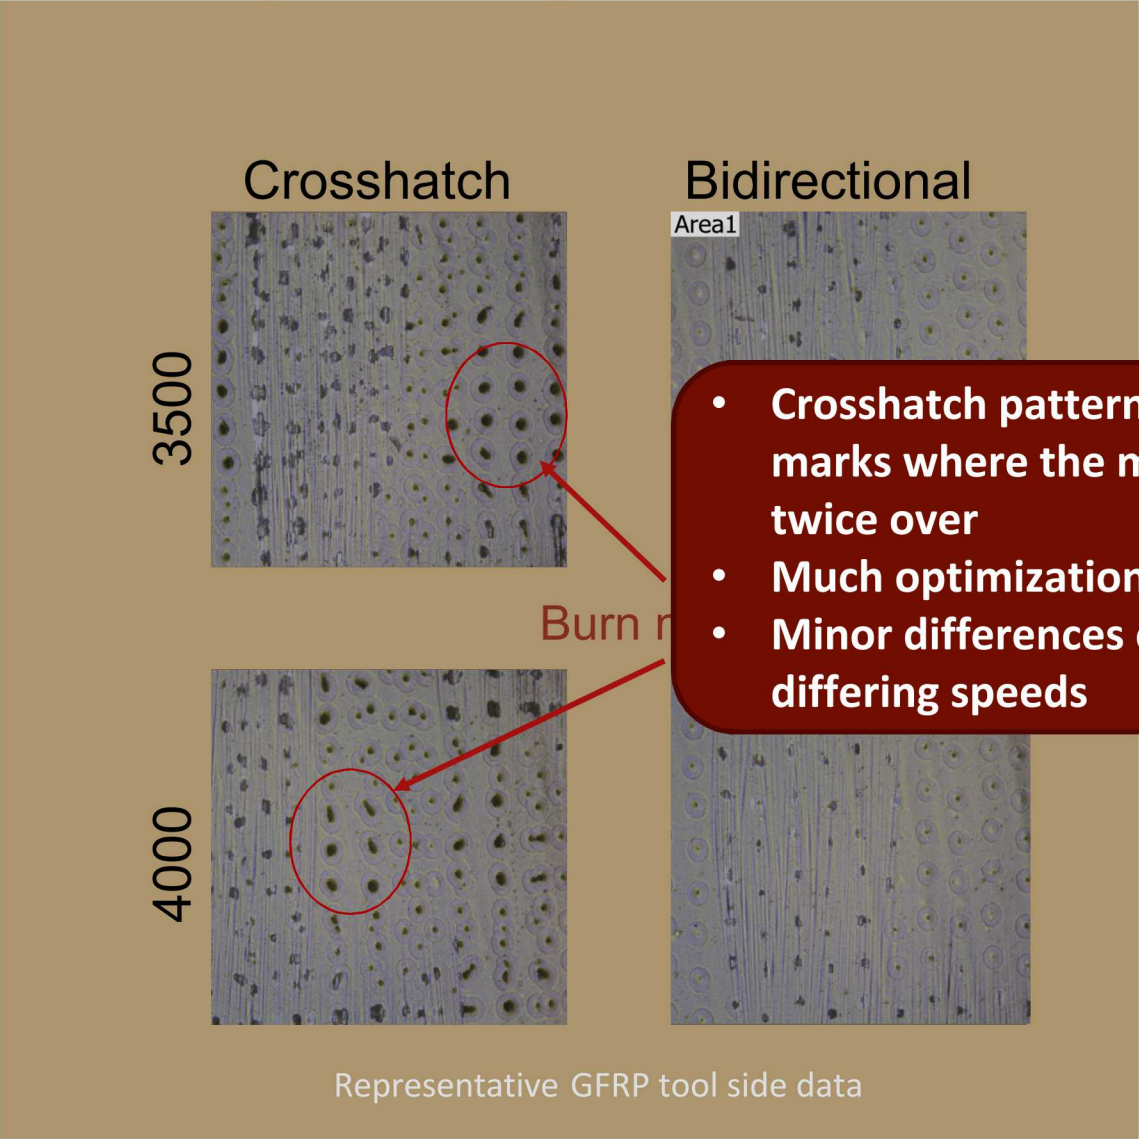 Crosshatch
Bidirectional
Area1
3500
• Crosshatch pattern
marks where the
twice over
• Much optimization
• Minor differences
differing speeds
Burn
4000
Representative GFRP tool side data